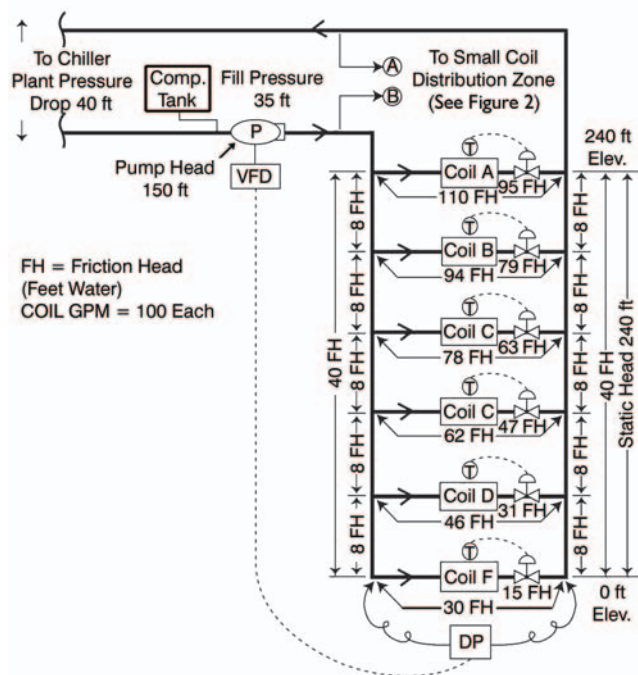 To Chiller
Plant Pressure
Drop 40 ft
Comp.
Tank
Fill Pressure
35 ft
A
B
To Small Coil
Distribution Zone
(See Figure 2)
P
Pump Head
150 ft
VFD
240 ft
Elev.
T
Coil A
95 FH
110 FH
8 FH
8 FH
T
Coil B
79 FH
94 FH
FH = Friction Head
(Feet Water)
COIL GPM = 100 Each
8 FH
8 FH
T
Coil C
63 FH
78 FH
40 FH
8 FH
8 FH
40 FH
Static Head 240 ft
T
Coil C
47 FH
62 FH
8 FH
8 FH
T
Coil D
31 FH
46 FH
8 FH
8 FH
T
Coil F
15 FH
30 FH
0 ft
Elev.
DP